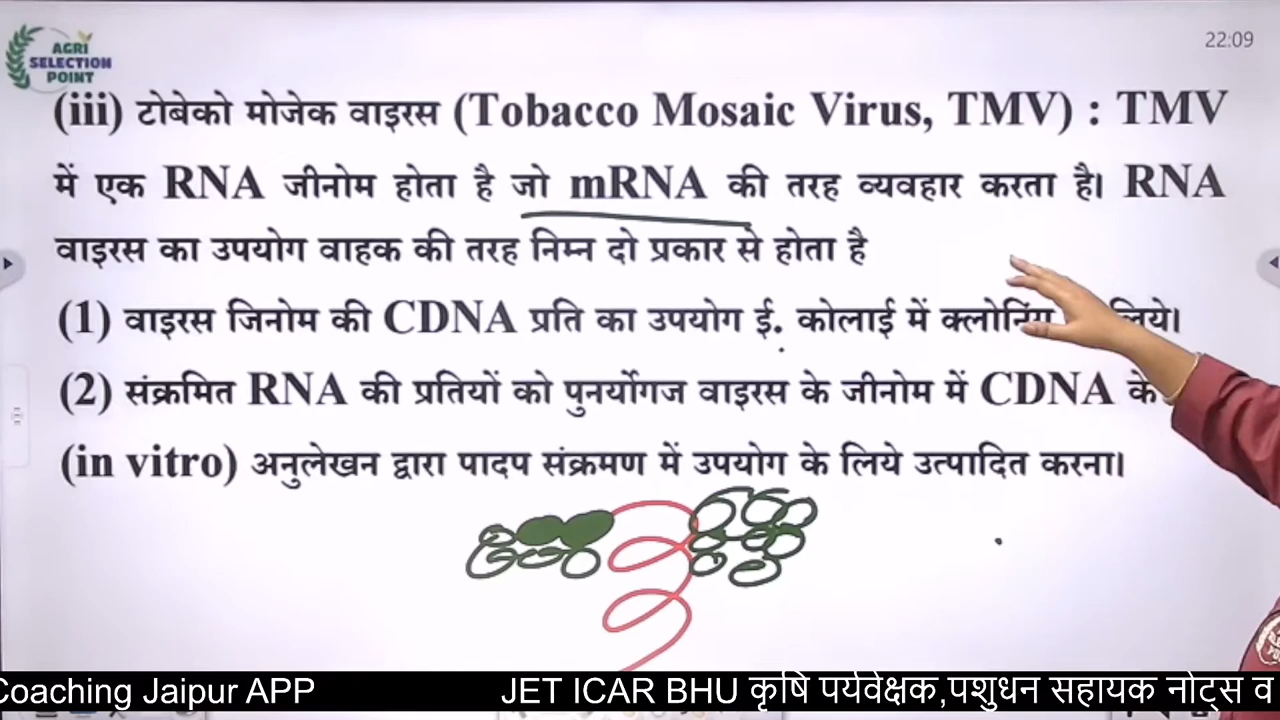 AGRI
SELECTION
POINT
22:09
(iii) टोबेको मोजेक वाइरस (Tobacco Mosaic Virus, TMV) : TMV
में एक RNA जीनोम होता है जो mRNA की तरह व्यवहार करता है। RNA
वाइरस का उपयोग वाहक की तरह निम्न दो प्रकार से होता है
(1) वाइरस जिनोम की CDNA प्रति का उपयोग ई. कोलाई में क्लोनिंग लिये।
(2) संक्रमित RNA की प्रतियों को पुनर्योगज वाइरस के जीनोम में CDNA के
(in vitro) अनुलेखन द्वारा पादप संक्रमण में उपयोग के लिये उत्पादित करना।
Coaching Jaipur APP JET ICAR BHU कृषि पर्यवेक्षक,पशुधन सहायक नोट्स व